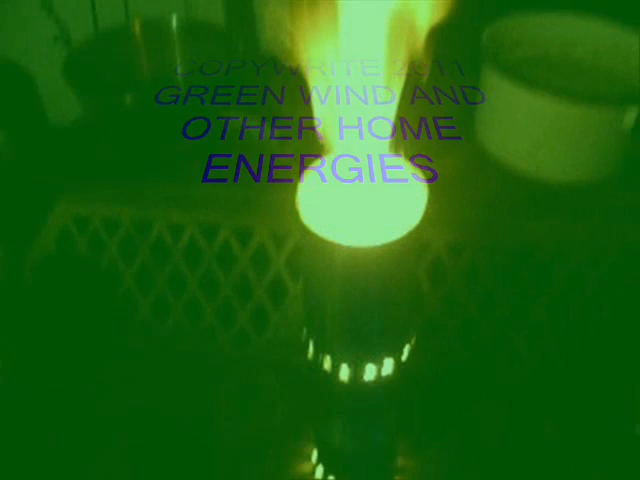 COPYWRITE 2011
GREEN WIND AND
OTHER HOME
ENERGIES